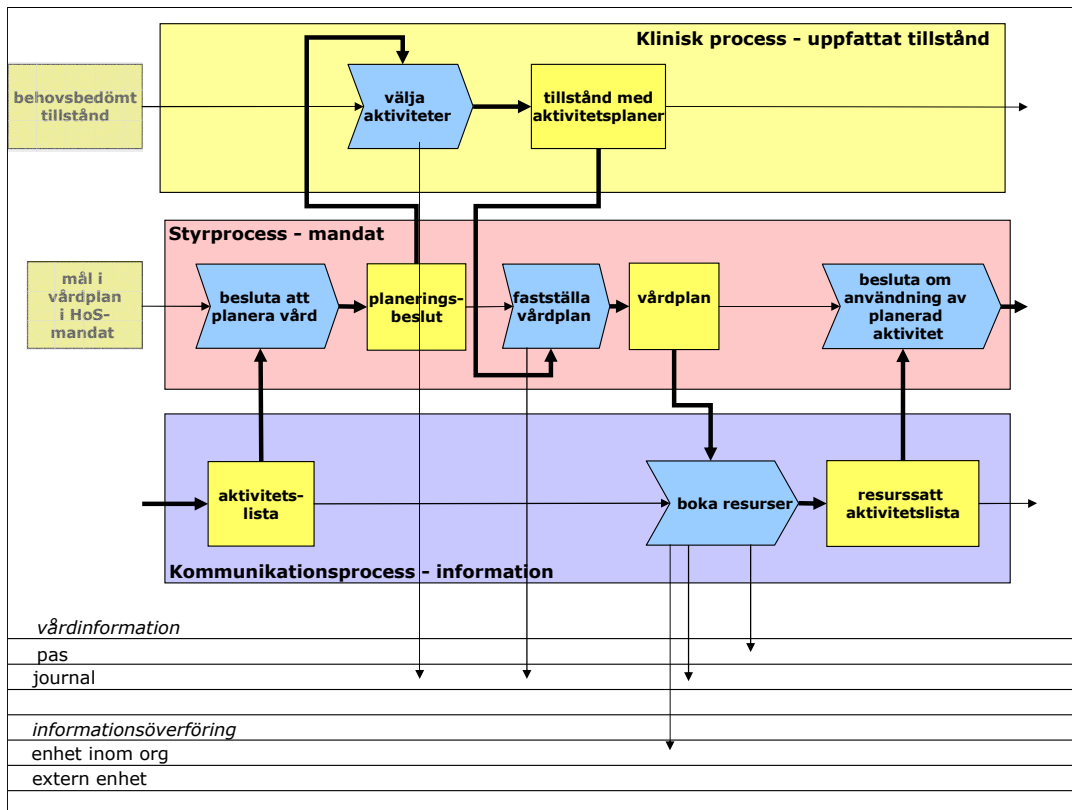 Klinisk process - uppfattat tillstånd
behovsbedömt
tillstånd
välja
aktiviteter
tillstånd med
aktivitetsplaner
Styrprocess - mandat
mål i
vårdplan
i HoS-
mandat
besluta att
planera vård
planerings-
beslut
fastställa
vårdplan
vårdplan
besluta om
användning av
planerad
aktivitet
aktivitets-
lista
boka resurser
resurssatt
aktivitetslista
Kommunikationsprocess - information
vårdinformation
pas
journal
informationsöverföring
enhet inom org
extern enhet